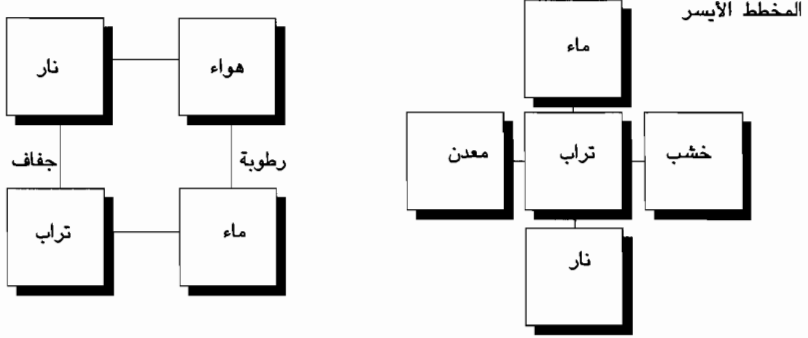 المخطط الأيسر
ماء
خشب
تراب
معدن
نار
هواء
نار
رطوبة
جفاف
ماء
تراب